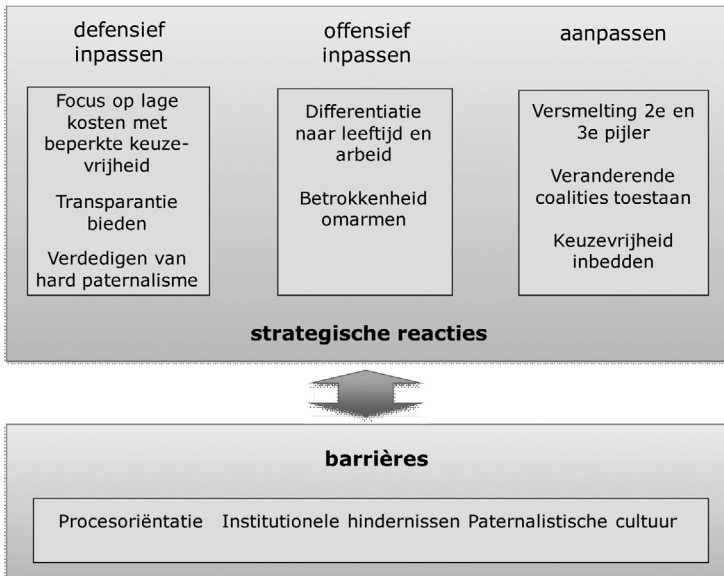 defensief
inpassen
Focus op lage
kosten met
beperkte keuze-
vrijheid
Transparantie
bieden
Verdedigen van
hard paternalisme
offensief
inpassen
Differentiatie
naar leeftijd en
arbeid
Betrokkenheid
omarmen
aanpassen
Versmelting 2e en
3e pijler
Veranderende
coalities toestaan
Keuzevrijheid
inbedden
strategische reacties
barrières
Procesoriëntatie Institutionele hindernissen Paternalistische cultuur